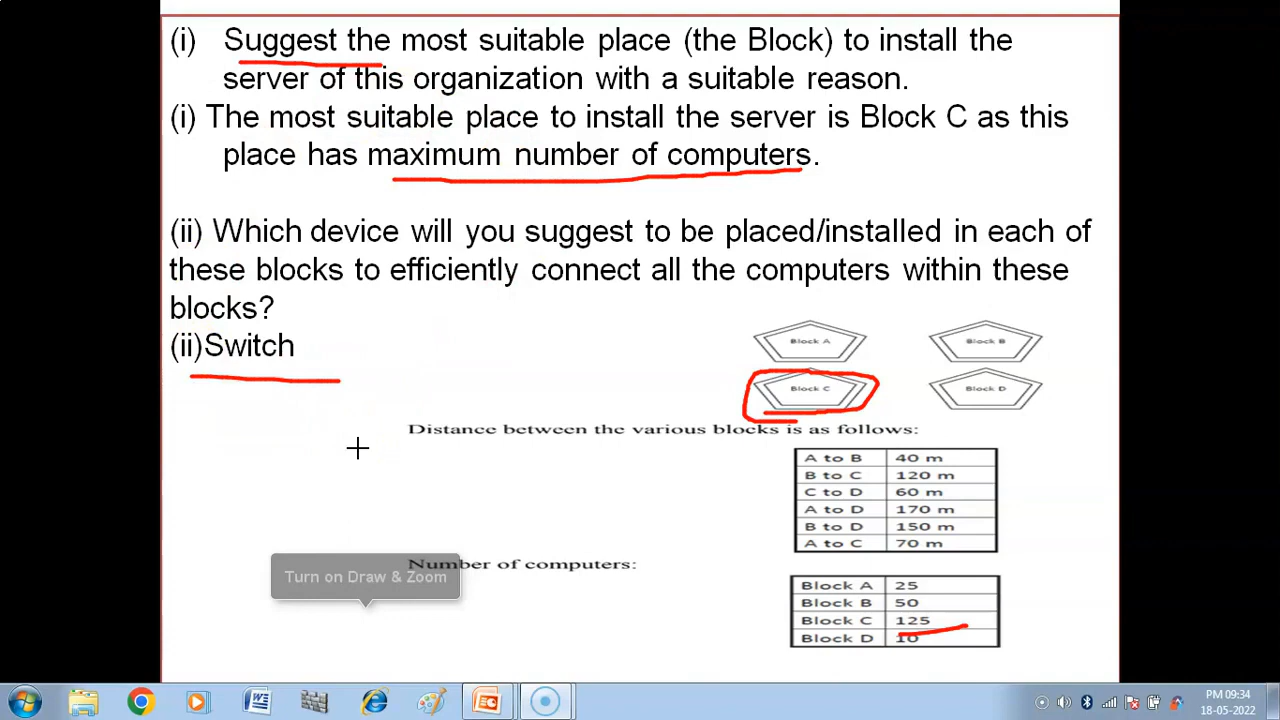 (i) Suggest the most suitable place (the Block) to install the
server of this organization with a suitable reason.
(i) The most suitable place to install the server is Block C as this
place has maximum number of computers.
(ii) Which device will you suggest to be placed/installed in each of
these blocks to efficiently connect all the computers within these
blocks?
(ii)Switch
Block A
Block B
Block C
Block D
Distance between the various blocks is as follows:
A to B 40 m
B to C 120 m
C to D 60 m
A to D 170 m
B to D 150 m
A to C 70 m
Number of computers:
Turn on Draw & Zoom
Block A 25
Block B 50
Block C 125
Block D 10
PM 09:34
18-05-2022